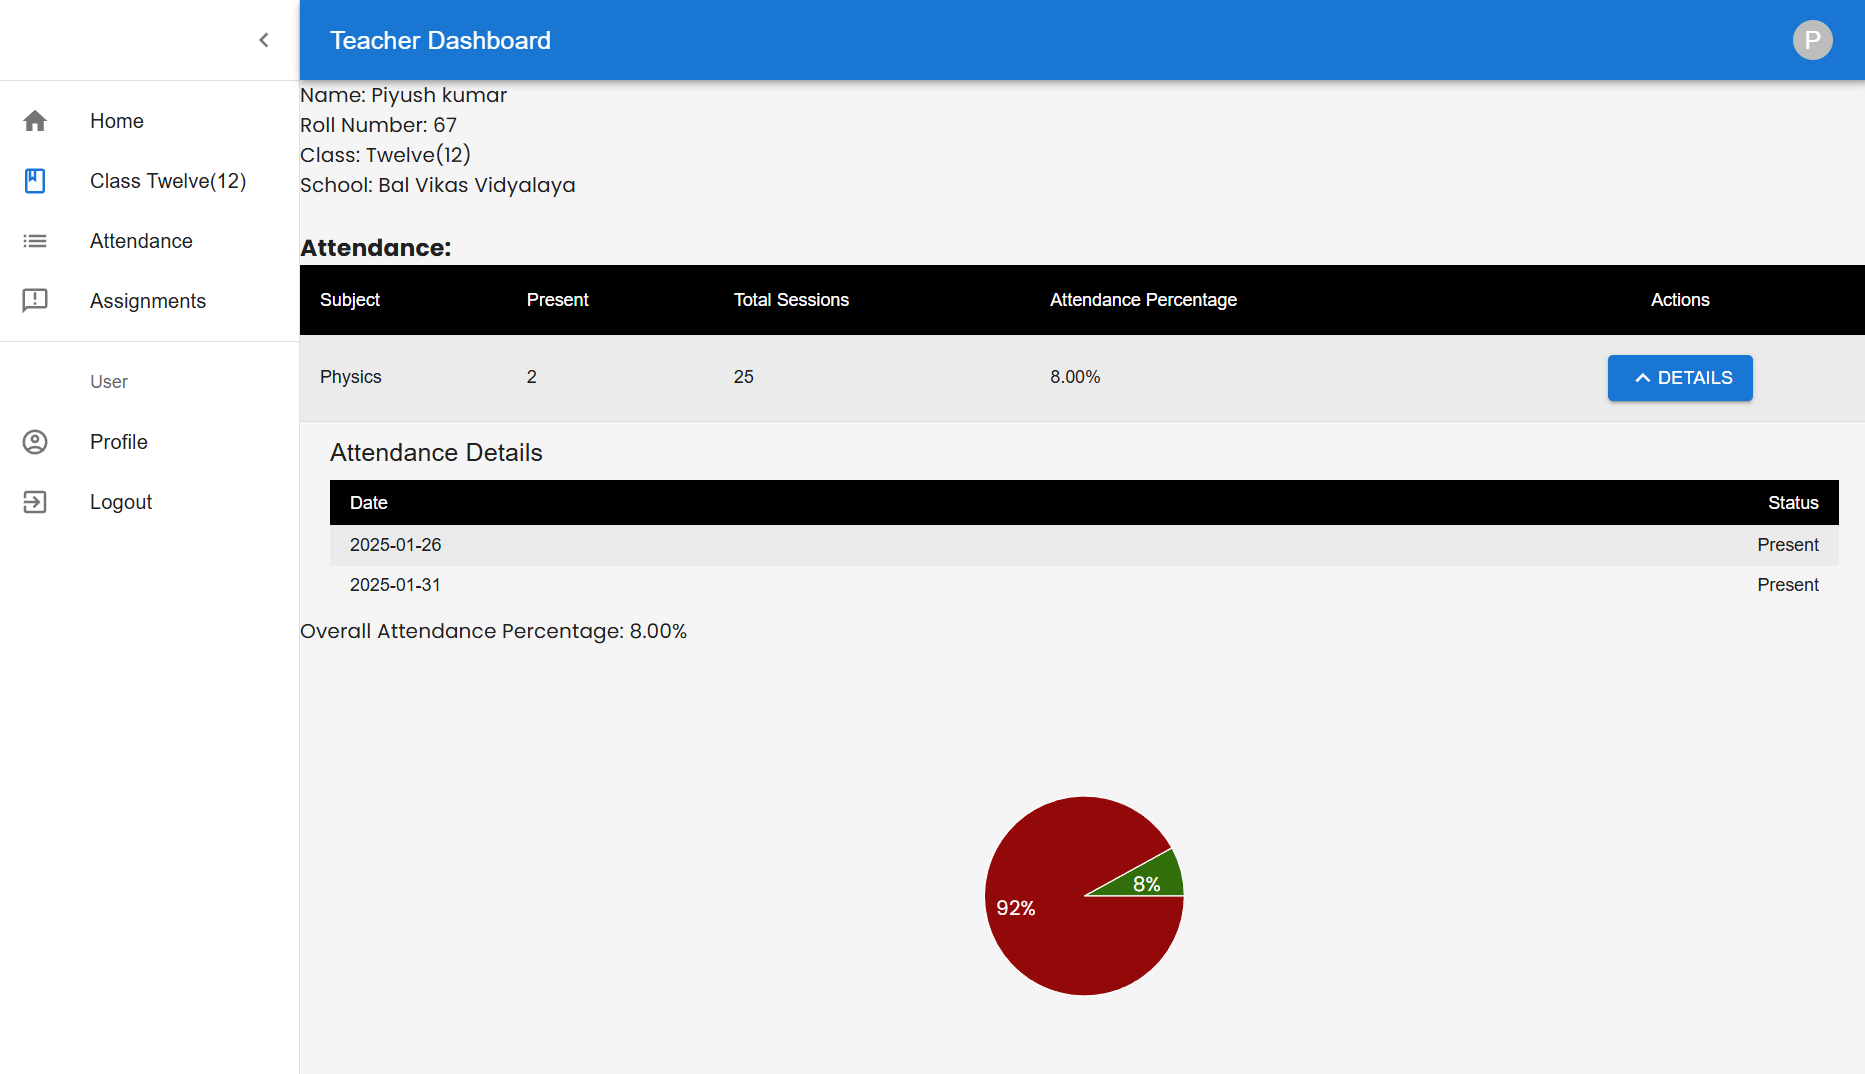 Teacher Dashboard
P
Home
Class Twelve(12)
Attendance
Assignments
User
Profile
Logout
Name: Piyush kumar
Roll Number: 67
Class: Twelve(12)
School: Bal Vikas Vidyalaya
Attendance:
Subject Present Total Sessions Attendance Percentage Actions
Physics 2 25 8.00% DETAILS
Attendance Details
Date Status
2025-01-26 Present
2025-01-31 Present
Overall Attendance Percentage: 8.00%
8%
92%